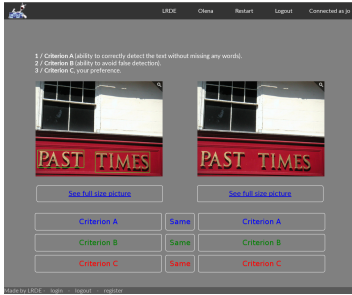 LRDE Olena Restart Logout Connected as jo
1 / Criterion A (ability to correctly detect the text without missing any words).
2 / Criterion B (ability to avoid false detection).
3 / Criterion C, your preference.
PAST TIMES PAST TIMES
See full size picture See full size picture
Criterion A Same Criterion A
Criterion B Same Criterion B
Criterion C Same Criterion C
Made by LRDE - login - logout - register